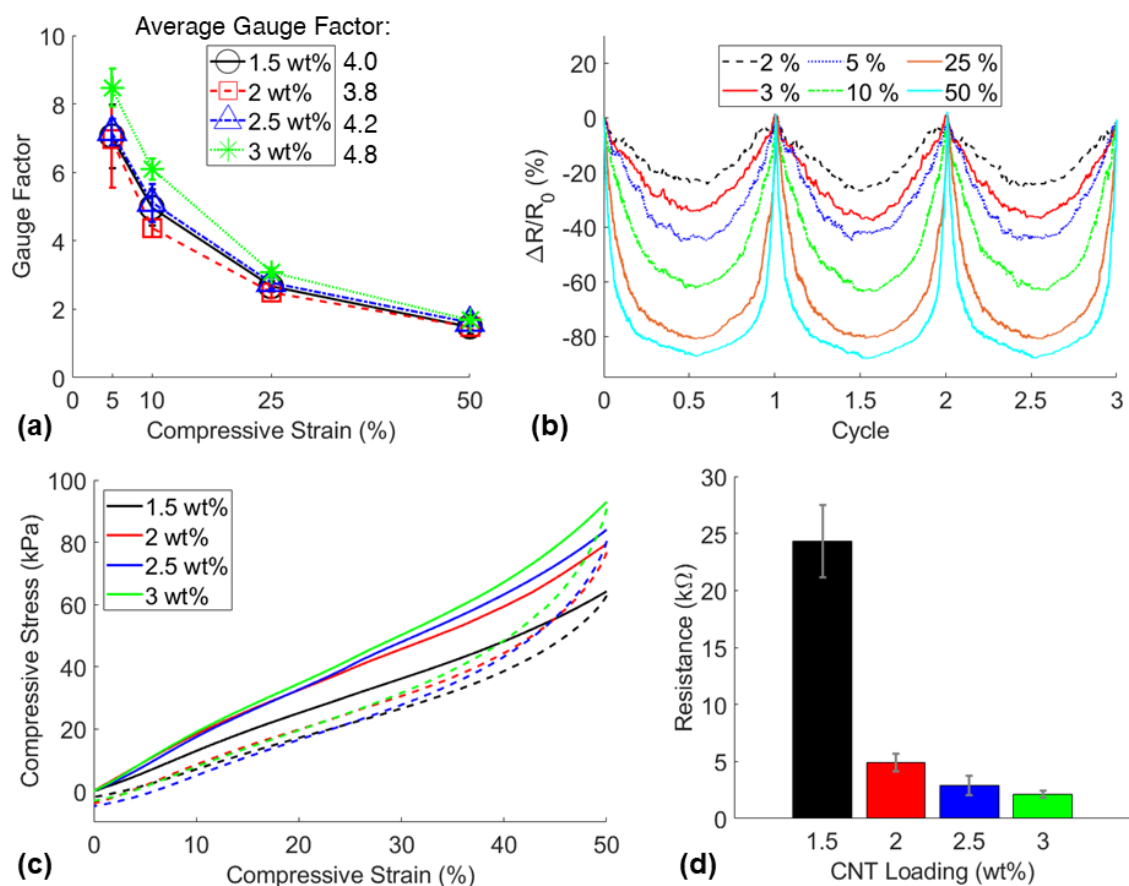 Average Gauge Factor:
1.5 wt% 4.0
2 wt% 3.8
2.5 wt% 4.2
3 wt% 4.8
10
8
6
4
2
0
Gauge Factor
0 5 10 25 50
Compressive Strain (%)
(a)
2 % 5 % 25 %
3 % 10 % 50 %
20
0
-20
-40
-60
-80
ΔR/R0 (%)
0 0.5 1 1.5 2 2.5 3
Cycle
(b)
1.5 wt%
2 wt%
2.5 wt%
3 wt%
100
80
60
40
20
0
Compressive Stress (kPa)
0 10 20 30 40 50
Compressive Strain (%)
(c)
30
25
20
15
10
5
0
Resistance (kΩ)
1.5 2 2.5 3
CNT Loading (wt%)
(d)